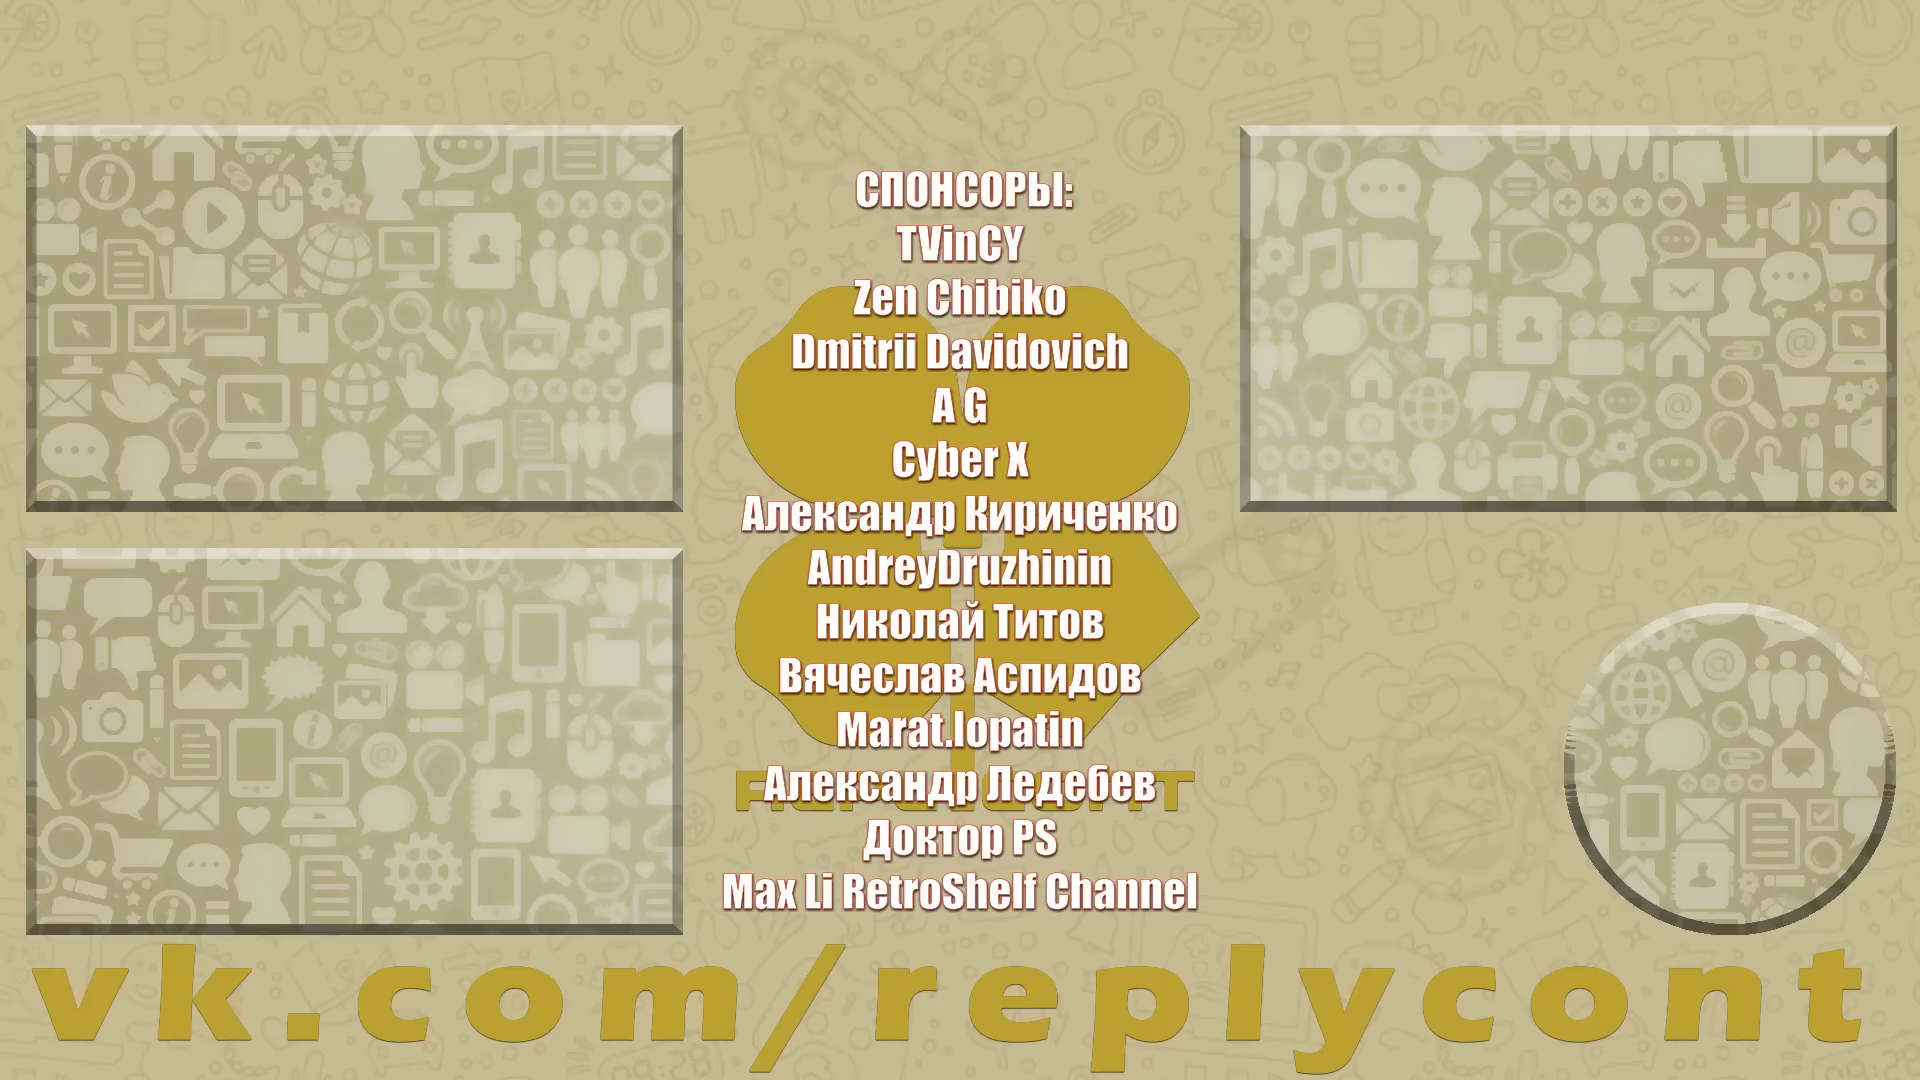 СПОНСОРЫ:
TVinCY
Zen Chibiko
Dmitrii Davidovich
A G
Cyber X
Александр Кириченко
AndreyDruzhinin
Николай Титов
Вячеслав Аспидов
Marat.lopatin
Александр Ледебев
Доктор PS
Max Li RetroShelf Channel
vk.com/replycont